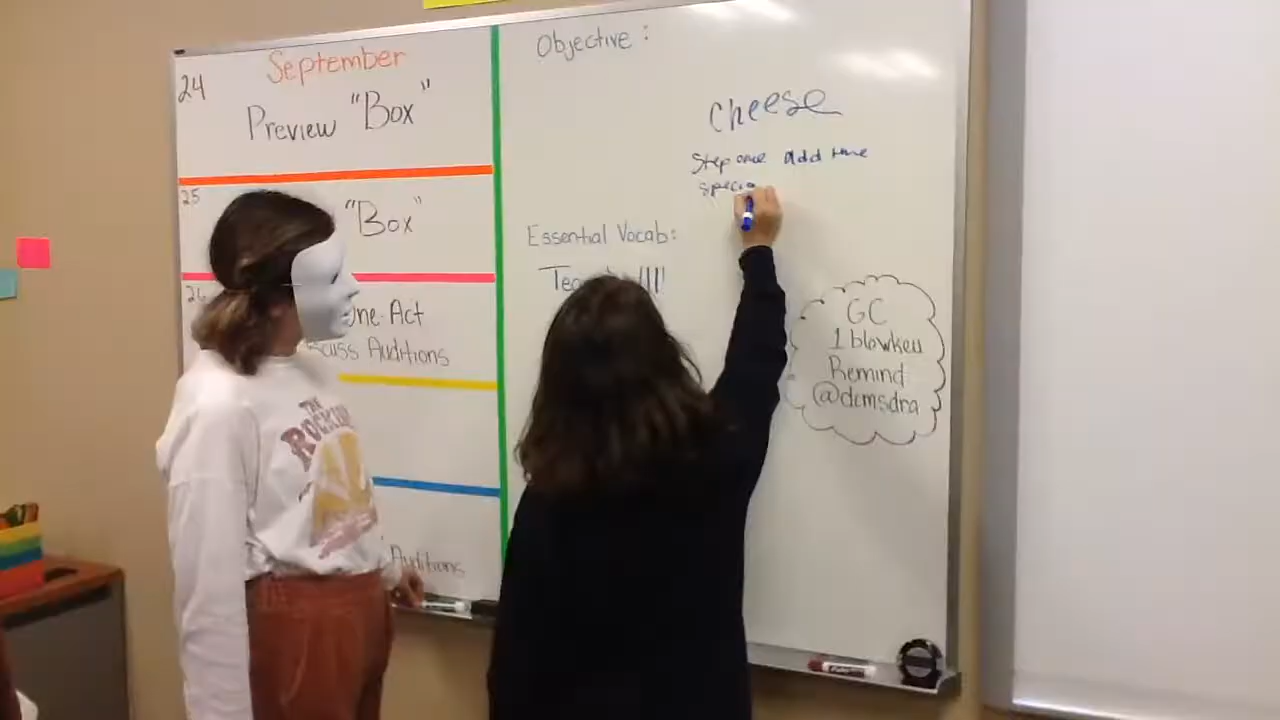 September
24
Preview "Box"
25
"Box"
26
One-Act
Auditions
Auditions
Objective:
cheese
Step one add the
Essential Vocab:
GC
Remind
@dcmsdra
THE